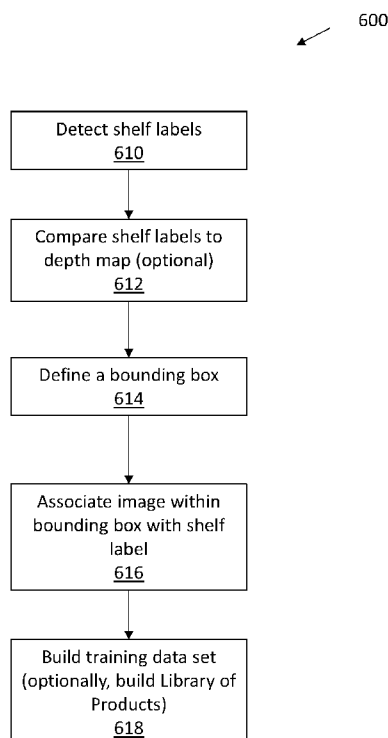 600
Detect shelf labels
610
Compare shelf labels to
depth map (optional)
612
Define a bounding box
614
Associate image within
bounding box with shelf
label
616
Build training data set
(optionally, build Library of
Products)
618